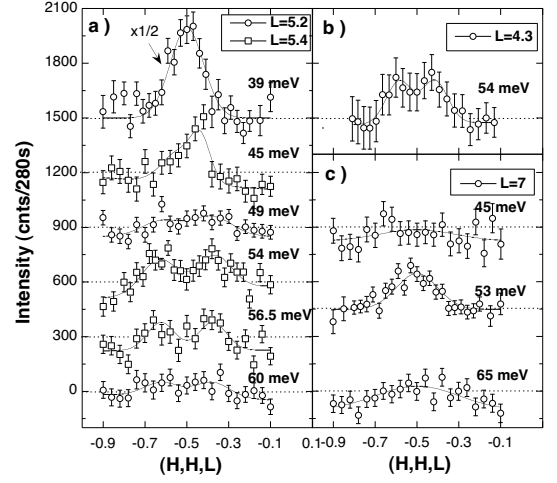 a )
L=5.2
L=5.4
x1/2
39 meV
45 meV
49 meV
54 meV
56.5 meV
60 meV
2100
1800
1500
1200
900
600
300
0
Intensity (cnts/280s)
-0.9 -0.7 -0.5 -0.3 -0.1 0.1
(H,H,L)
b )
L=4.3
54 meV
c )
L=7
45 meV
53 meV
65 meV
-0.9 -0.7 -0.5 -0.3 -0.1
(H,H,L)